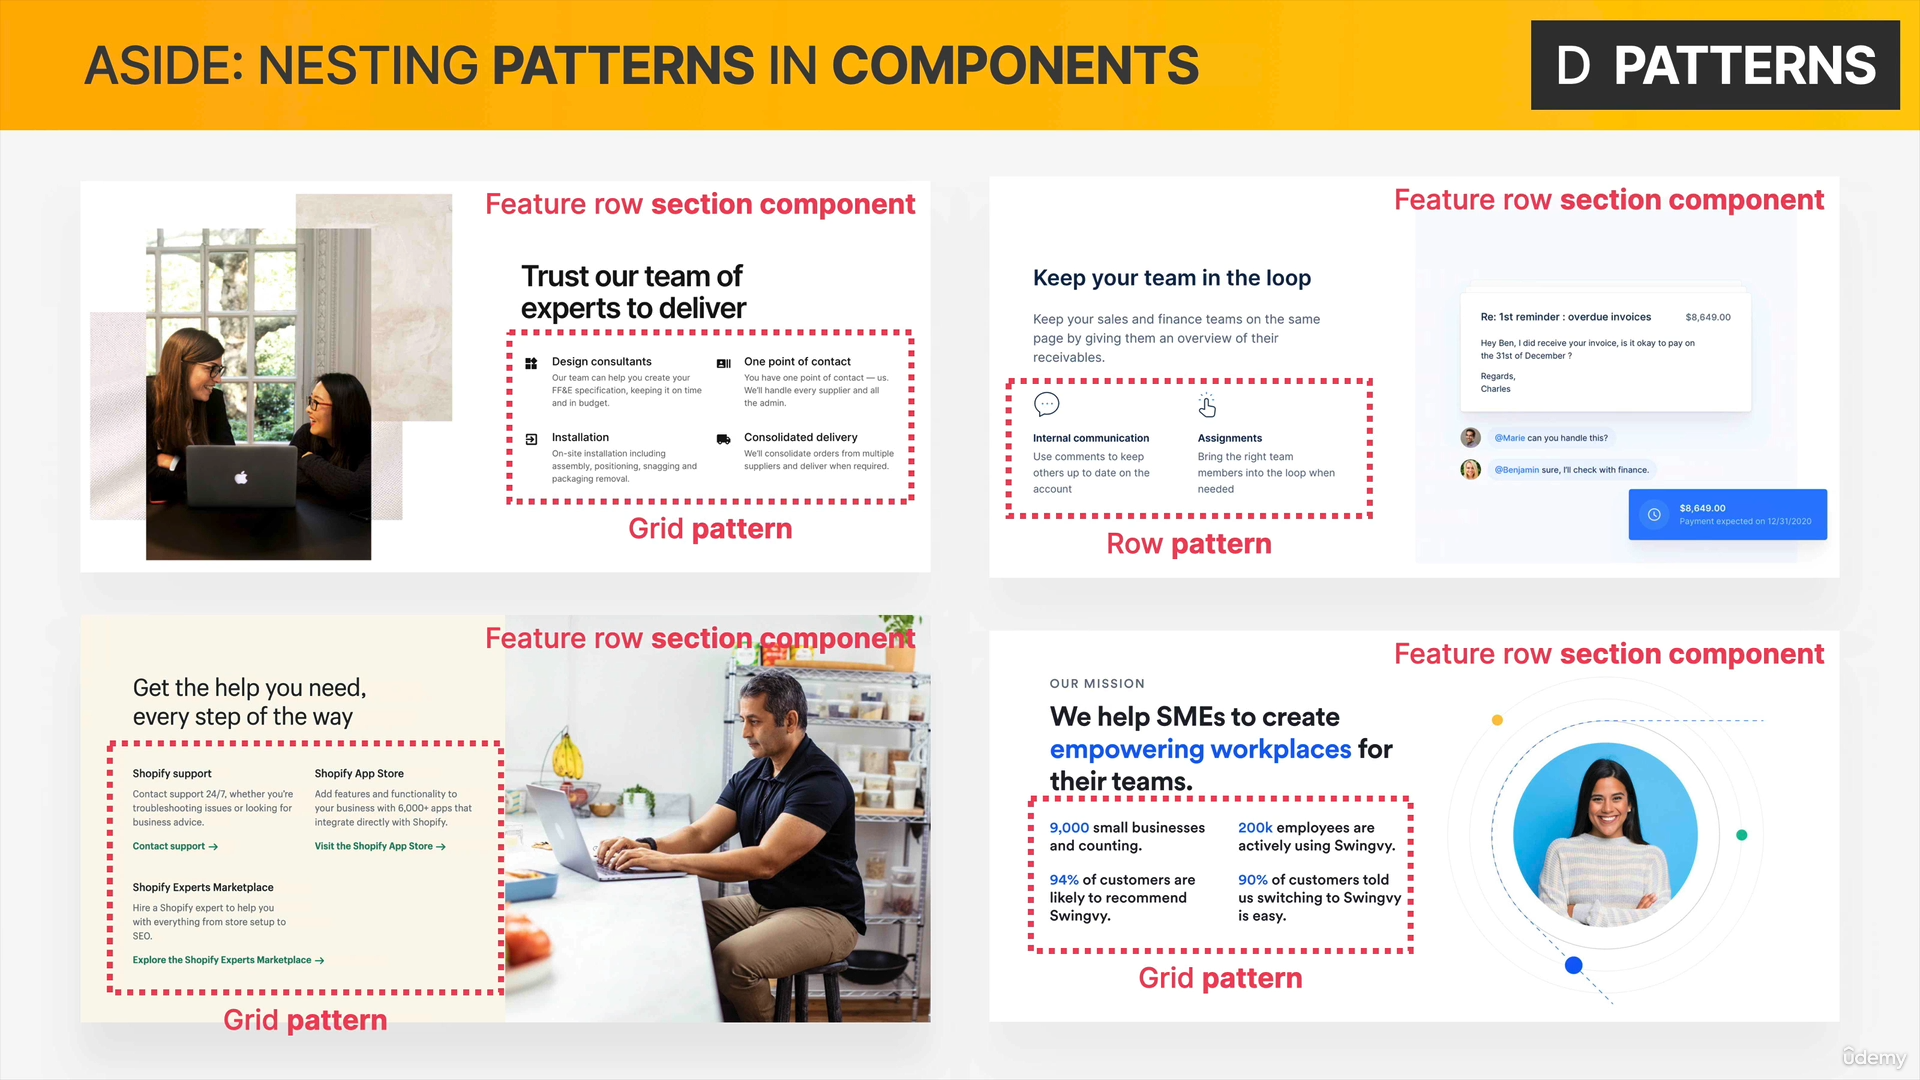 ASIDE: NESTING PATTERNS IN COMPONENTS
D PATTERNS
Feature row section component
Trust our team of
experts to deliver
Design consultants
Our team can help you create your
FF&E specification, keeping it on time
and in budget.
One point of contact
You have one point of contact — us.
We'll handle every supplier and all
the admin.
Installation
On-site installation including
assembly, positioning, snagging and
packaging removal.
Consolidated delivery
We'll consolidate orders from multiple
suppliers and deliver when required.
Grid pattern
Feature row section component
Keep your team in the loop
Keep your sales and finance teams on the same
page by giving them an overview of their
receivables.
Internal communication
Use comments to keep
others up to date on the
account
Assignments
Bring the right team
members into the loop when
needed
Row pattern
Re: 1st reminder : overdue invoices $8,649.00
Hey Ben, I did receive your invoice, is it okay to pay on
the 31st of December ?
Regards,
Charles
@Marie can you handle this?
@Benjamin sure, I'll check with finance.
$8,649.00
Payment expected on 12/31/2020
Feature row section component
Get the help you need,
every step of the way
Shopify support
Contact support 24/7, whether you're
troubleshooting issues or looking for
business advice.
Contact support →
Shopify App Store
Add features and functionality to
your business with 6,000+ apps that
integrate directly with Shopify.
Visit the Shopify App Store →
Shopify Experts Marketplace
Hire a Shopify expert to help you
with everything from store setup to
SEO.
Explore the Shopify Experts Marketplace →
Grid pattern
Feature row section component
OUR MISSION
We help SMEs to create
empowering workplaces for
their teams.
9,000 small businesses
and counting.
200k employees are
actively using Swingvy.
94% of customers are
likely to recommend
Swingvy.
90% of customers told
us switching to Swingvy
is easy.
Grid pattern
ûdemy